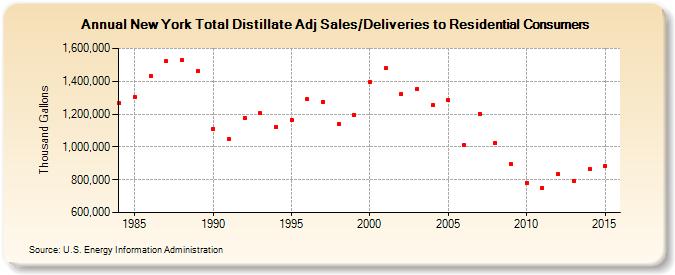 Annual New York Total Distillate Adj Sales/Deliveries to Residential Consumers
Thousand Gallons
1,600,000
1,400,000
1,200,000
1,000,000
800,000
600,000
1985 1990 1995 2000 2005 2010 2015
Source: U.S. Energy Information Administration